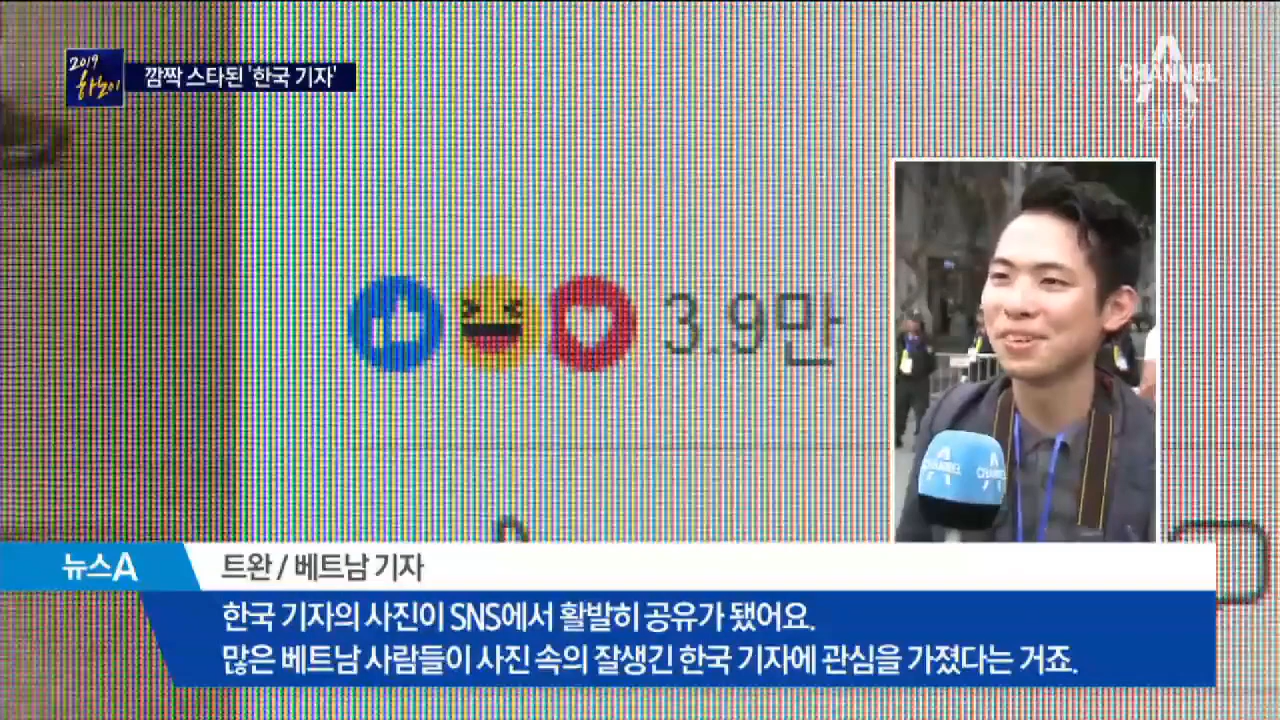 2019
하노이
깜짝 스타된 '한국 기자'
CHANNEL A
LIVE
3.9만
CHANNEL A
CHANNEL A
뉴스A
트완 / 베트남 기자
한국 기자의 사진이 SNS에서 활발히 공유가 됐어요.
많은 베트남 사람들이 사진 속의 잘생긴 한국 기자에 관심을 가졌다는 거죠.